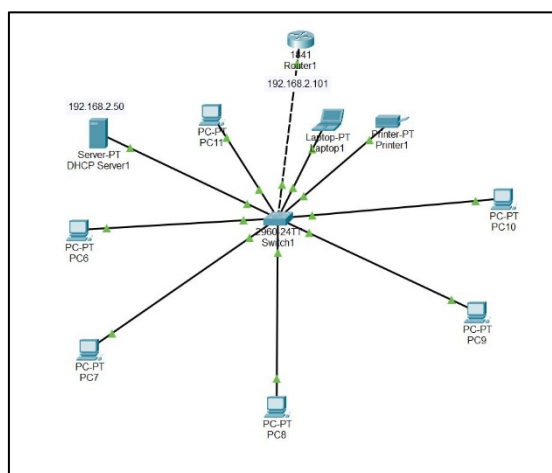 1841
Router1
192.168.2.101
192.168.2.50
Server-PT
DHCP Server1
PC-PT
PC11
Laptop-PT
Laptop1
Printer-PT
Printer1
2960-24TT
Switch1
PC-PT
PC10
PC-PT
PC6
PC-PT
PC9
PC-PT
PC7
PC-PT
PC8